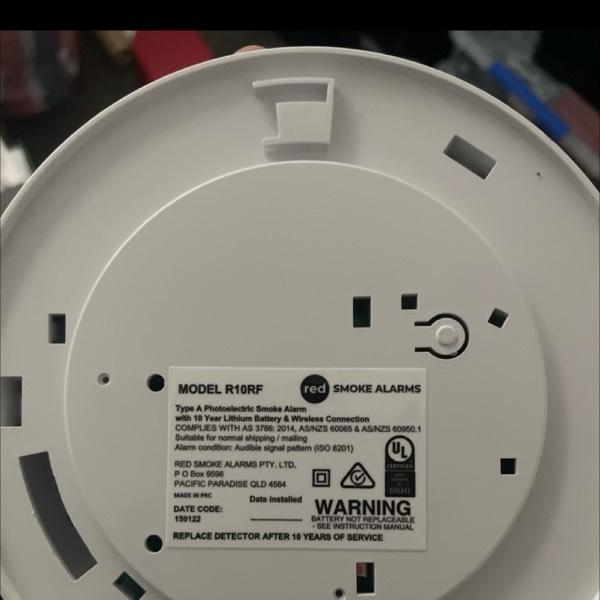 MODEL R10RF red SMOKE ALARMS
Type A Photoelectric Smoke Alarm
with 10 Year Lithium Battery & Wireless Connection
COMPLIES WITH AS 3786: 2014, AS/NZS 60065 & AS/NZS 60950.1
Suitable for normal shipping / mailing
Alarm condition: Audible signal pattern (ISO 8201)
UL
CERTIFIED
RED SMOKE ALARMS PTY. LTD.
P O Box 9596
PACIFIC PARADISE QLD 4564
MADE IN PRC
Date installed
DATE CODE:
150122
WARNING
BATTERY NOT REPLACEABLE
- SEE INSTRUCTION MANUAL
REPLACE DETECTOR AFTER 10 YEARS OF SERVICE